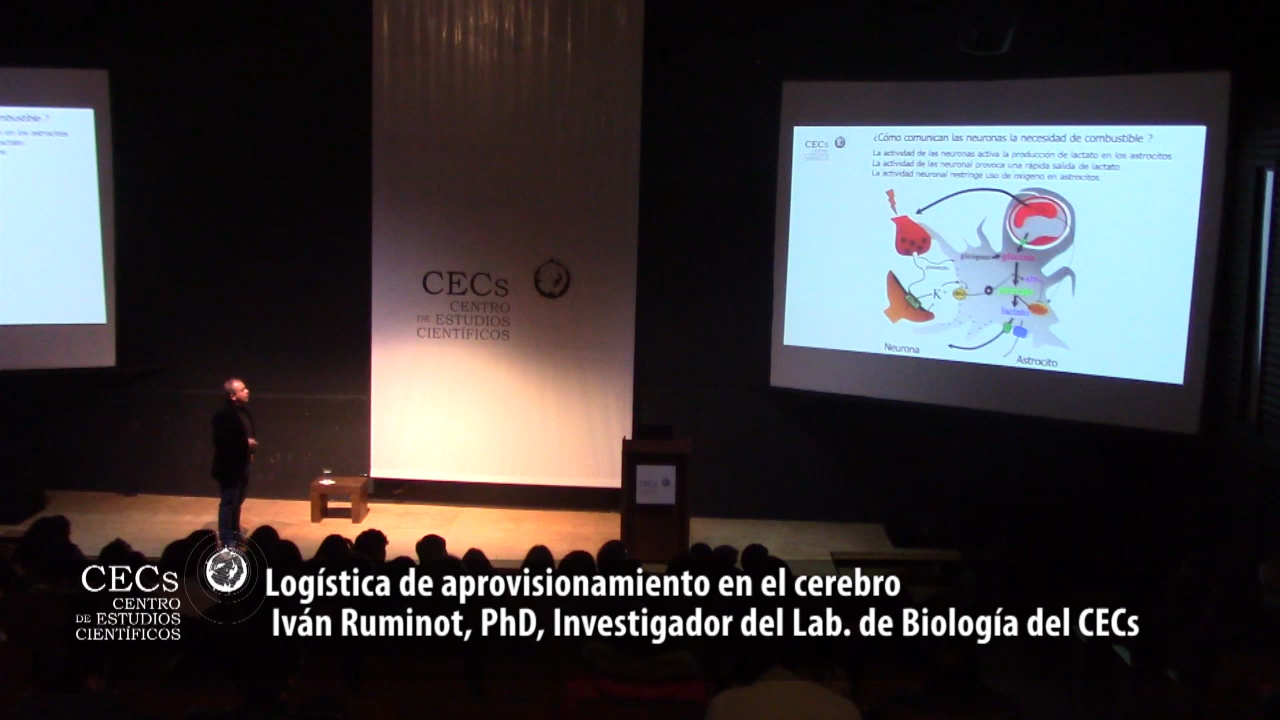 CECs
¿Cómo comunican las neuronas la necesidad de combustible ?
La actividad de las neuronas activa la producción de lactato en los astrocitos
La actividad de las neuronal provoca una rápida salida de lactato
La actividad neuronal restringe uso de oxígeno en astrocitos
glucosa
K+
lactato
Neurona
Astrocito
CECs
CENTRO
DE ESTUDIOS
CIENTÍFICOS
CECs
CENTRO
DE ESTUDIOS
CIENTÍFICOS
Logística de aprovisionamiento en el cerebro
Iván Ruminot, PhD, Investigador del Lab. de Biología del CECs